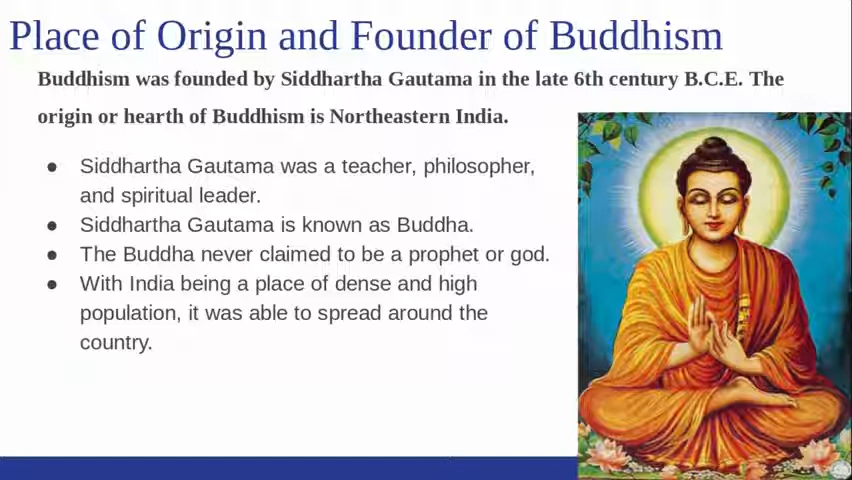 Place of Origin and Founder of Buddhism
Buddhism was founded by Siddhartha Gautama in the late 6th century B.C.E. The
origin or hearth of Buddhism is Northeastern India.
● Siddhartha Gautama was a teacher, philosopher,
and spiritual leader.
● Siddhartha Gautama is known as Buddha.
● The Buddha never claimed to be a prophet or god.
● With India being a place of dense and high
population, it was able to spread around the
country.